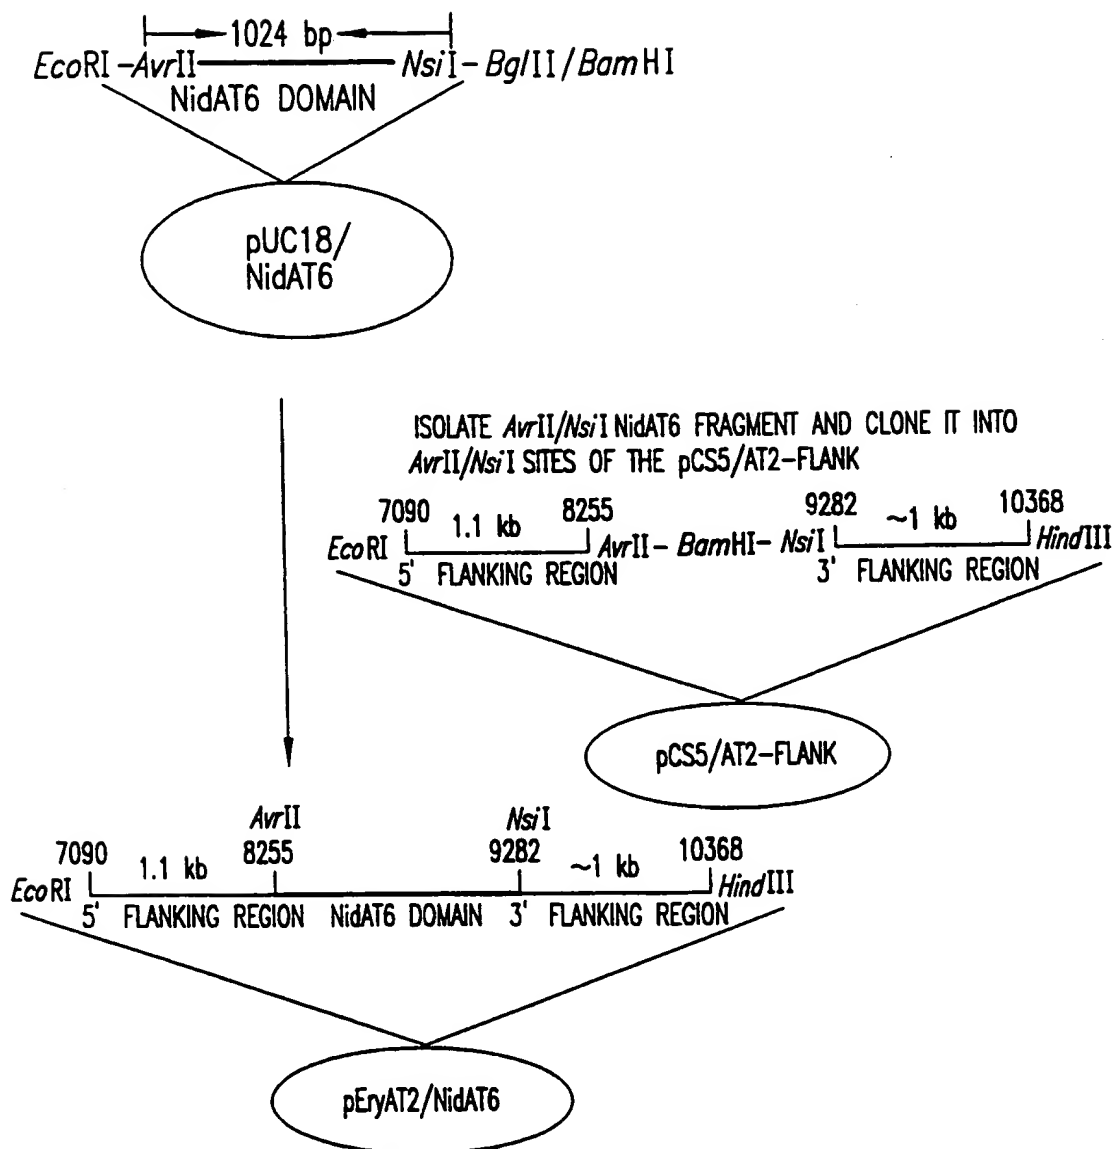 1024 bp
EcoRI-AvrII NsiI-BglII/BamHI
NidAT6 DOMAIN
pUC18/
NidAT6
ISOLATE AvrII/NsiI NidAT6 FRAGMENT AND CLONE IT INTO
AvrII/NsiI SITES OF THE pCS5/AT2-FLANK
7090 1.1 kb 8255 9282 ~1 kb 10368
EcoRI AvrII- BamHI- NsiI HindIII
5' FLANKING REGION 3' FLANKING REGION
pCS5/AT2-FLANK
AvrII NsiI
7090 1.1 kb 8255 9282 ~1 kb 10368
EcoRI HindIII
5' FLANKING REGION NidAT6 DOMAIN 3' FLANKING REGION
pEryAT2/NidAT6